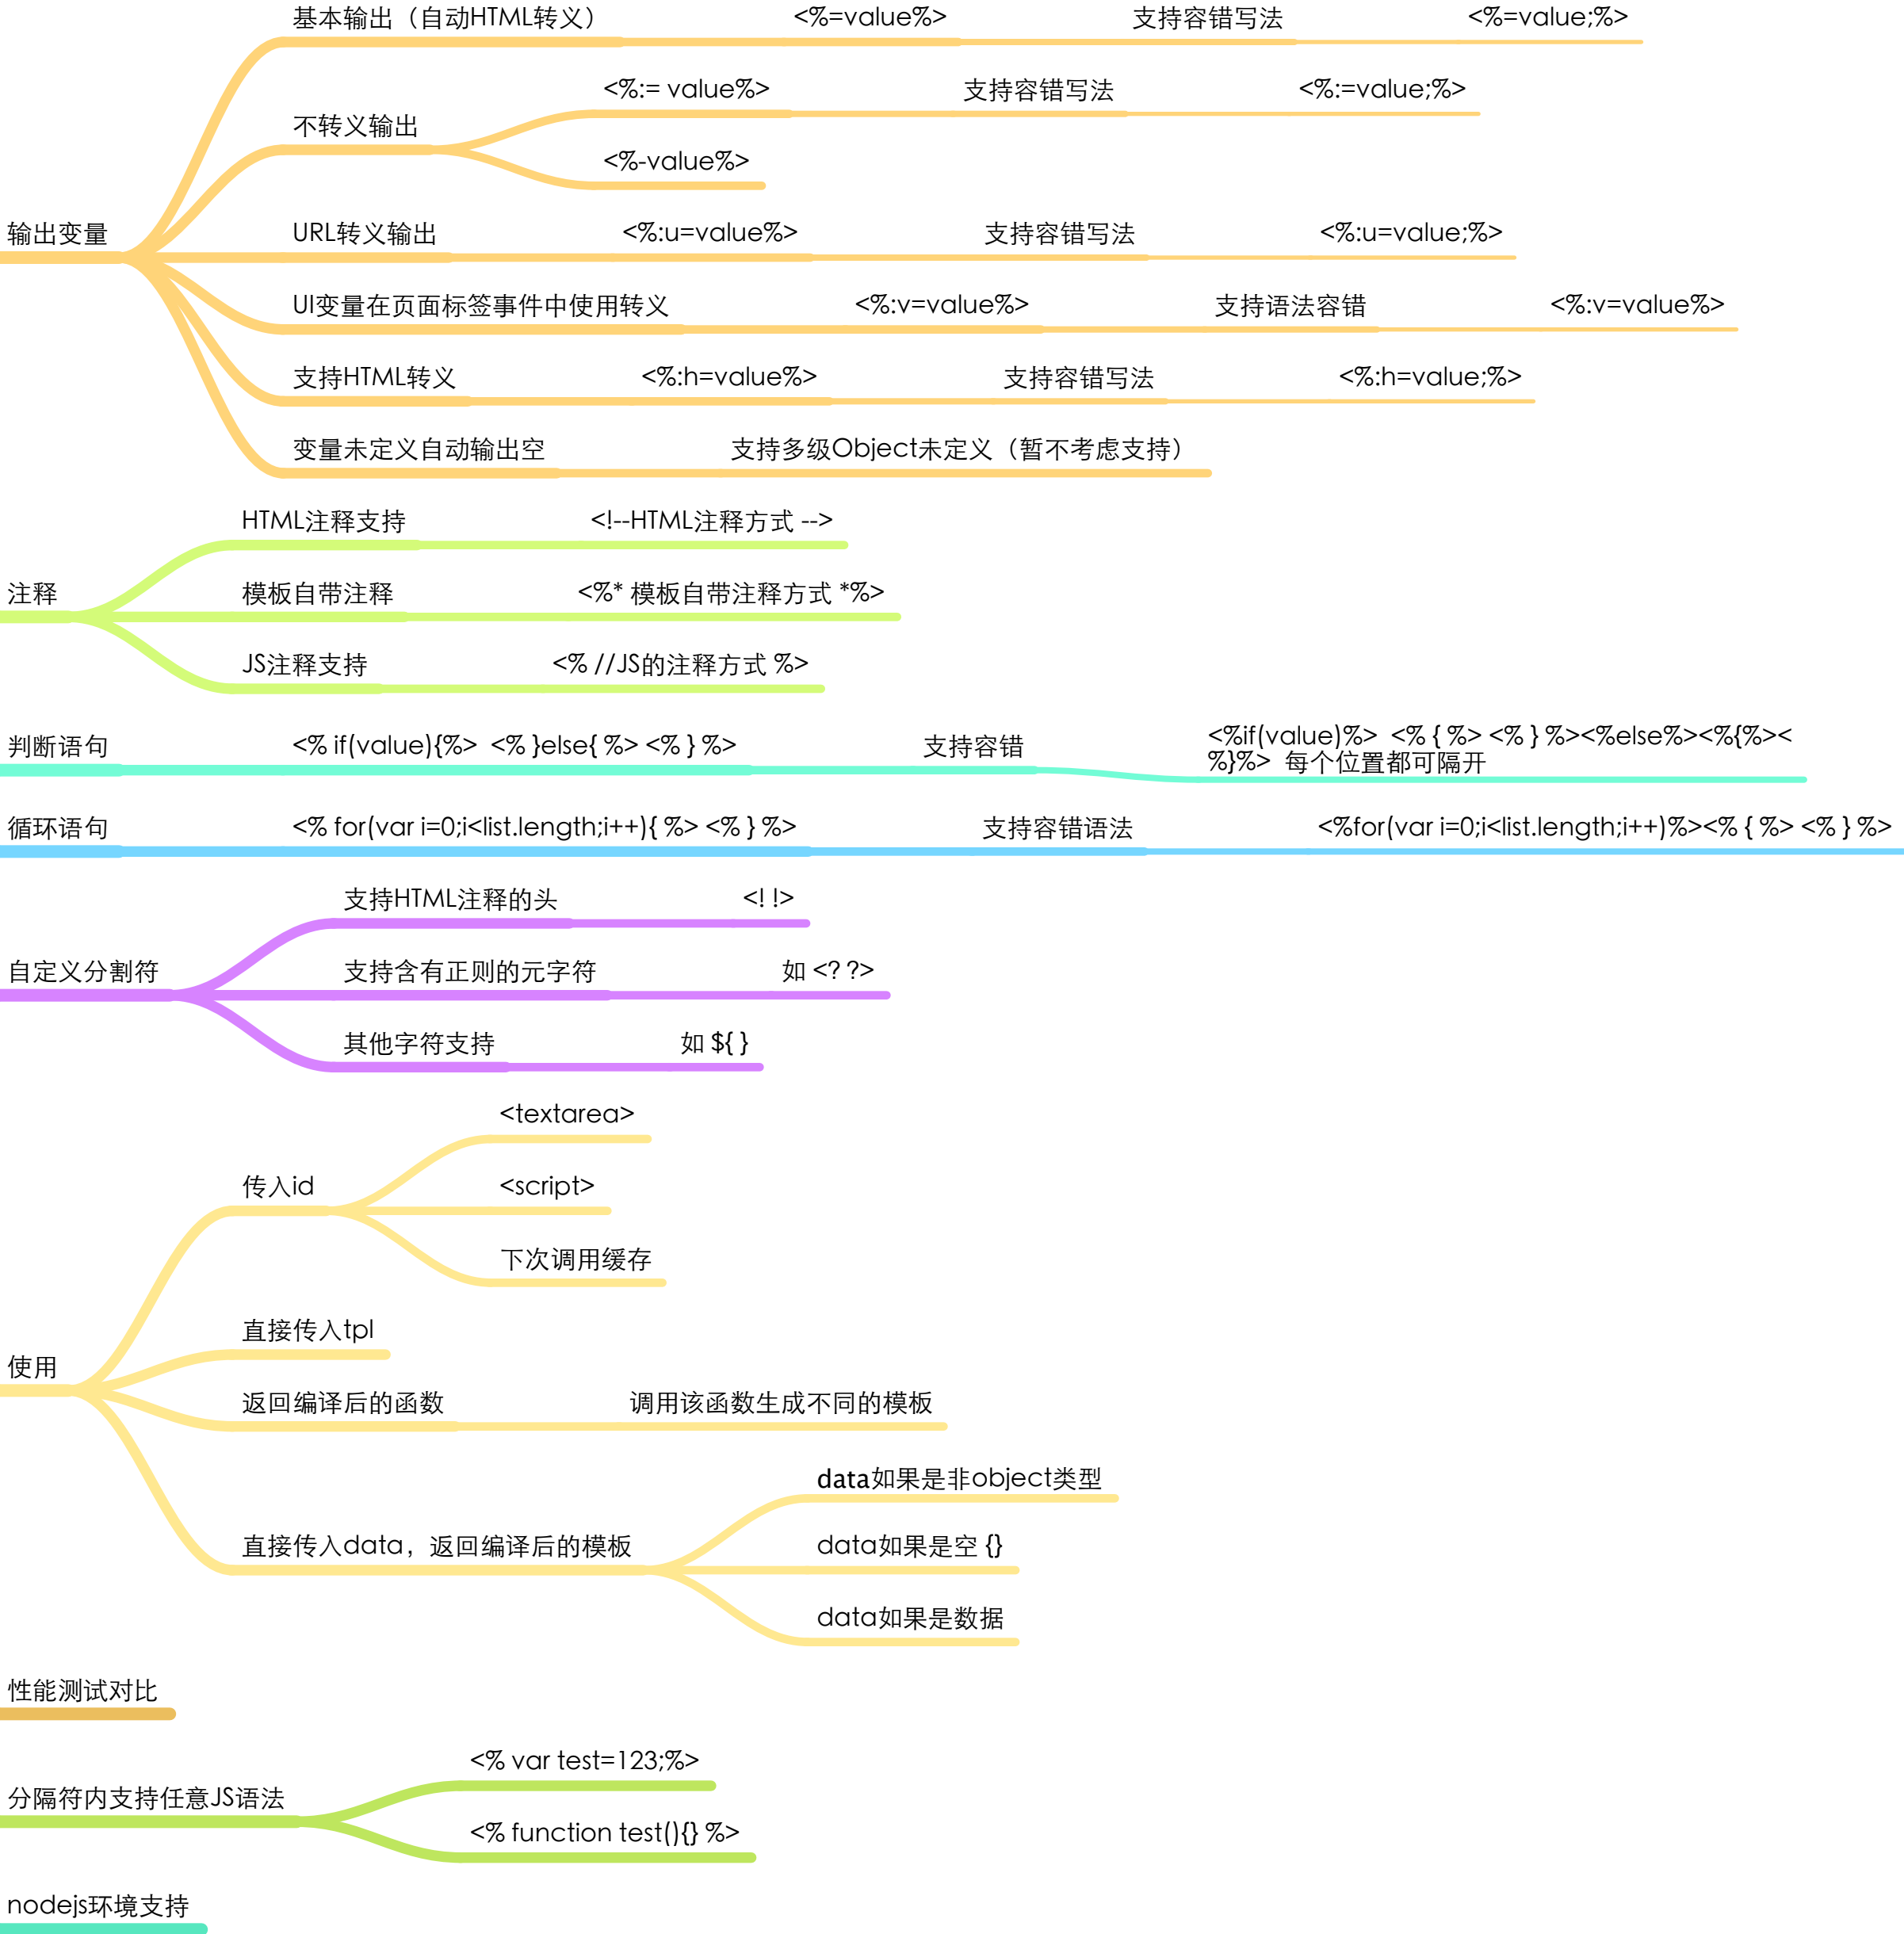 基本输出（自动HTML转义） <%=value%> 支持容错写法 <%=value;%>
<%:= value%> 支持容错写法 <%:=value;%>
不转义输出
<%-value%>
输出变量 URL转义输出 <%:u=value%> 支持容错写法 <%:u=value;%>
UI变量在页面标签事件中使用转义 <%:v=value%> 支持语法容错 <%:v=value%>
支持HTML转义 <%:h=value%> 支持容错写法 <%:h=value;%>
变量未定义自动输出空 支持多级Object未定义（暂不考虑支持）
HTML注释支持 <!--HTML注释方式 -->
注释 模板自带注释 <%* 模板自带注释方式 *%>
JS注释支持 <% //JS的注释方式 %>
判断语句 <% if(value){%> <% }else{ %> <% } %> 支持容错 <%if(value)%> <% { %> <% } %><%else%><%{%><
%}%> 每个位置都可隔开
循环语句 <% for(var i=0;i<list.length;i++){ %> <% } %> 支持容错语法 <%for(var i=0;i<list.length;i++)%><% { %> <% } %>
支持HTML注释的头 <! !>
自定义分割符 支持含有正则的元字符 如 <? ?>
其他字符支持 如 ${ }
<textarea>
传入id <script>
下次调用缓存
直接传入tpl
使用
返回编译后的函数 调用该函数生成不同的模板
data如果是非object类型
直接传入data，返回编译后的模板 data如果是空 {}
data如果是数据
性能测试对比
<% var test=123;%>
分隔符内支持任意JS语法
<% function test(){} %>
nodejs环境支持